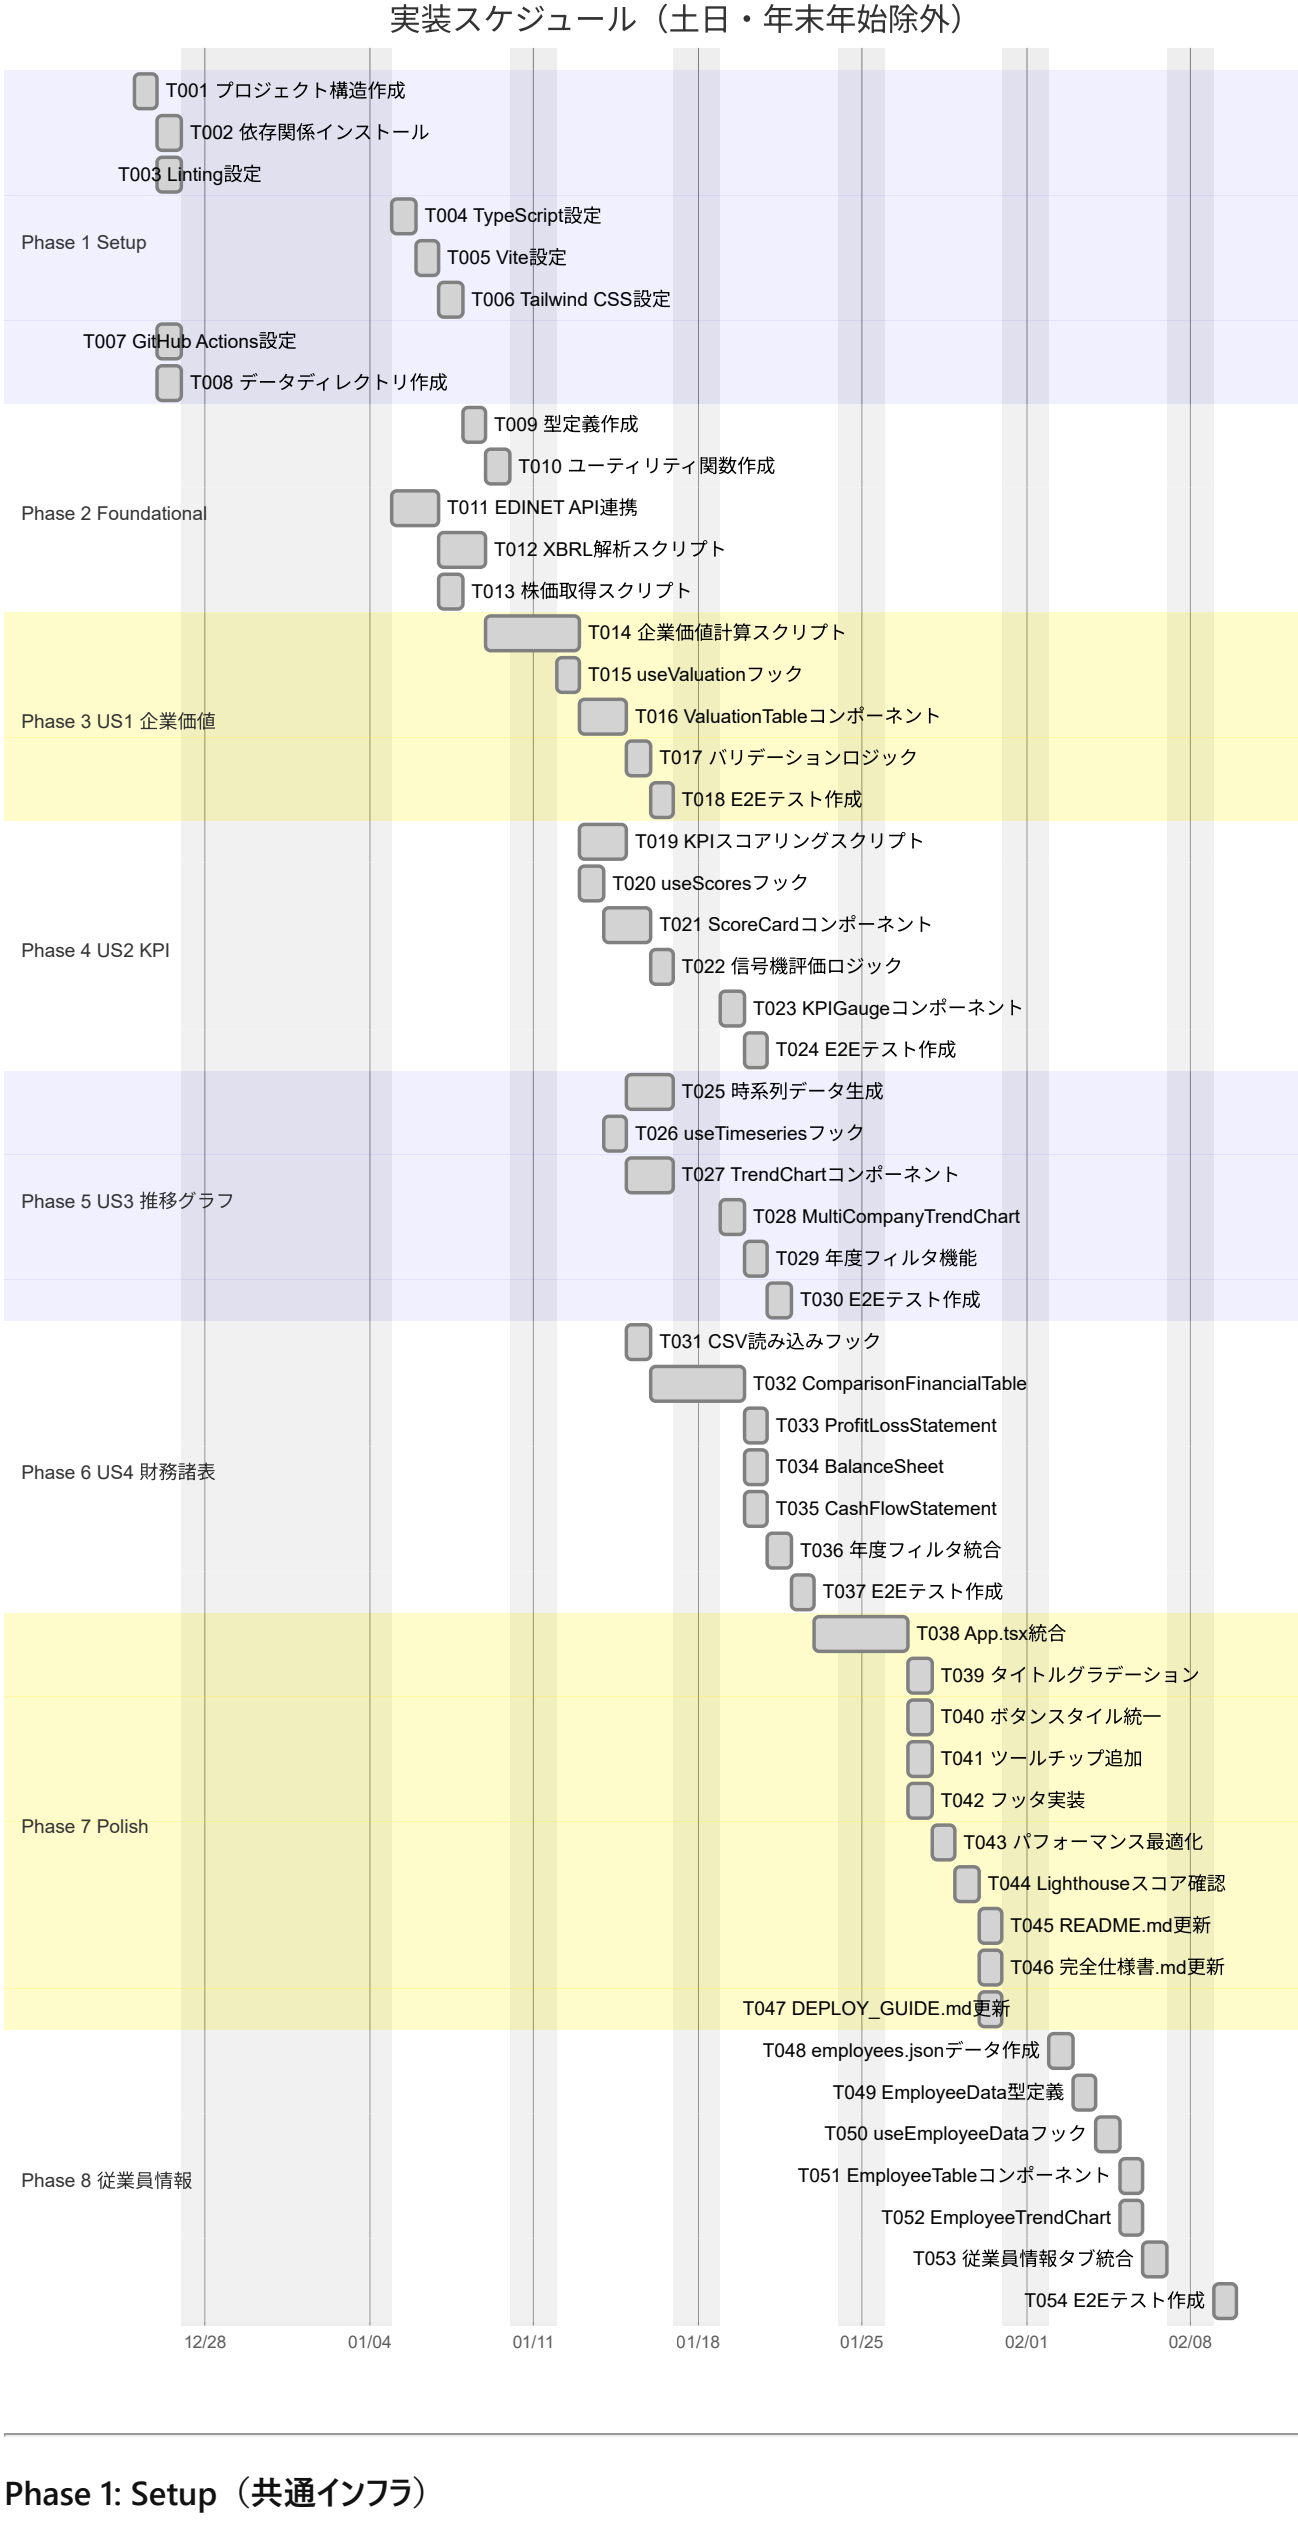 実装スケジュール（土日・年末年始除外）
T001 プロジェクト構造作成
T002 依存関係インストール
T003 Linting設定
T004 TypeScript設定
Phase 1 Setup
T005 Vite設定
T006 Tailwind CSS設定
T007 GitHub Actions設定
T008 データディレクトリ作成
T009 型定義作成
T010 ユーティリティ関数作成
T011 EDINET API連携
Phase 2 Foundational
T012 XBRL解析スクリプト
T013 株価取得スクリプト
T014 企業価値計算スクリプト
T015 useValuationフック
T016 ValuationTableコンポーネント
Phase 3 US1 企業価値
T017 バリデーションロジック
T018 E2Eテスト作成
T019 KPIスコアリングスクリプト
T020 useScoresフック
T021 ScoreCardコンポーネント
Phase 4 US2 KPI
T022 信号機評価ロジック
T023 KPIGaugeコンポーネント
T024 E2Eテスト作成
T025 時系列データ生成
T026 useTimeseriesフック
T027 TrendChartコンポーネント
Phase 5 US3 推移グラフ
T028 MultiCompanyTrendChart
T029 年度フィルタ機能
T030 E2Eテスト作成
T031 CSV読み込みフック
T032 ComparisonFinancialTable
T033 ProfitLossStatement
T034 BalanceSheet
Phase 6 US4 財務諸表
T035 CashFlowStatement
T036 年度フィルタ統合
T037 E2Eテスト作成
T038 App.tsx統合
T039 タイトルグラデーション
T040 ボタンスタイル統一
T041 ツールチップ追加
T042 フッタ実装
Phase 7 Polish
T043 パフォーマンス最適化
T044 Lighthouseスコア確認
T045 README.md更新
T046 完全仕様書.md更新
T047 DEPLOY_GUIDE.md更新
T048 employees.jsonデータ作成
T049 EmployeeData型定義
T050 useEmployeeDataフック
T051 EmployeeTableコンポーネント
Phase 8 従業員情報
T052 EmployeeTrendChart
T053 従業員情報タブ統合
T054 E2Eテスト作成
12/28 01/04 01/11 01/18 01/25 02/01 02/08
Phase 1: Setup（共通インフラ）